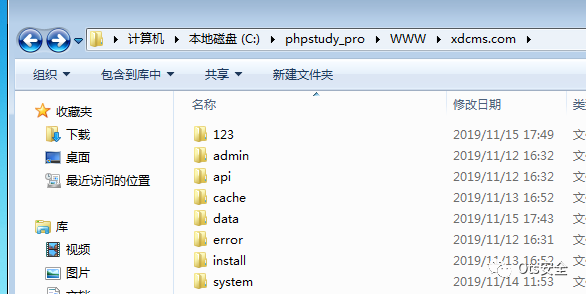 计算机 ▸ 本地磁盘 (C:) ▸ phpstudy_pro ▸ WWW ▸ xdcms.com ▸
组织 包含到库中 共享 新建文件夹
收藏夹
下载
桌面
最近访问的位置
库
视频
图片
名称 修改日期
123 2019/11/15 17:49 文
admin 2019/11/12 16:32 文
api 2019/11/12 16:32 文
cache 2019/11/13 16:52 文
data 2019/11/15 17:43 文
error 2019/11/12 16:31 文
install 2019/11/13 16:52 文
system 2019/11/14 11:53 文
Ots安全